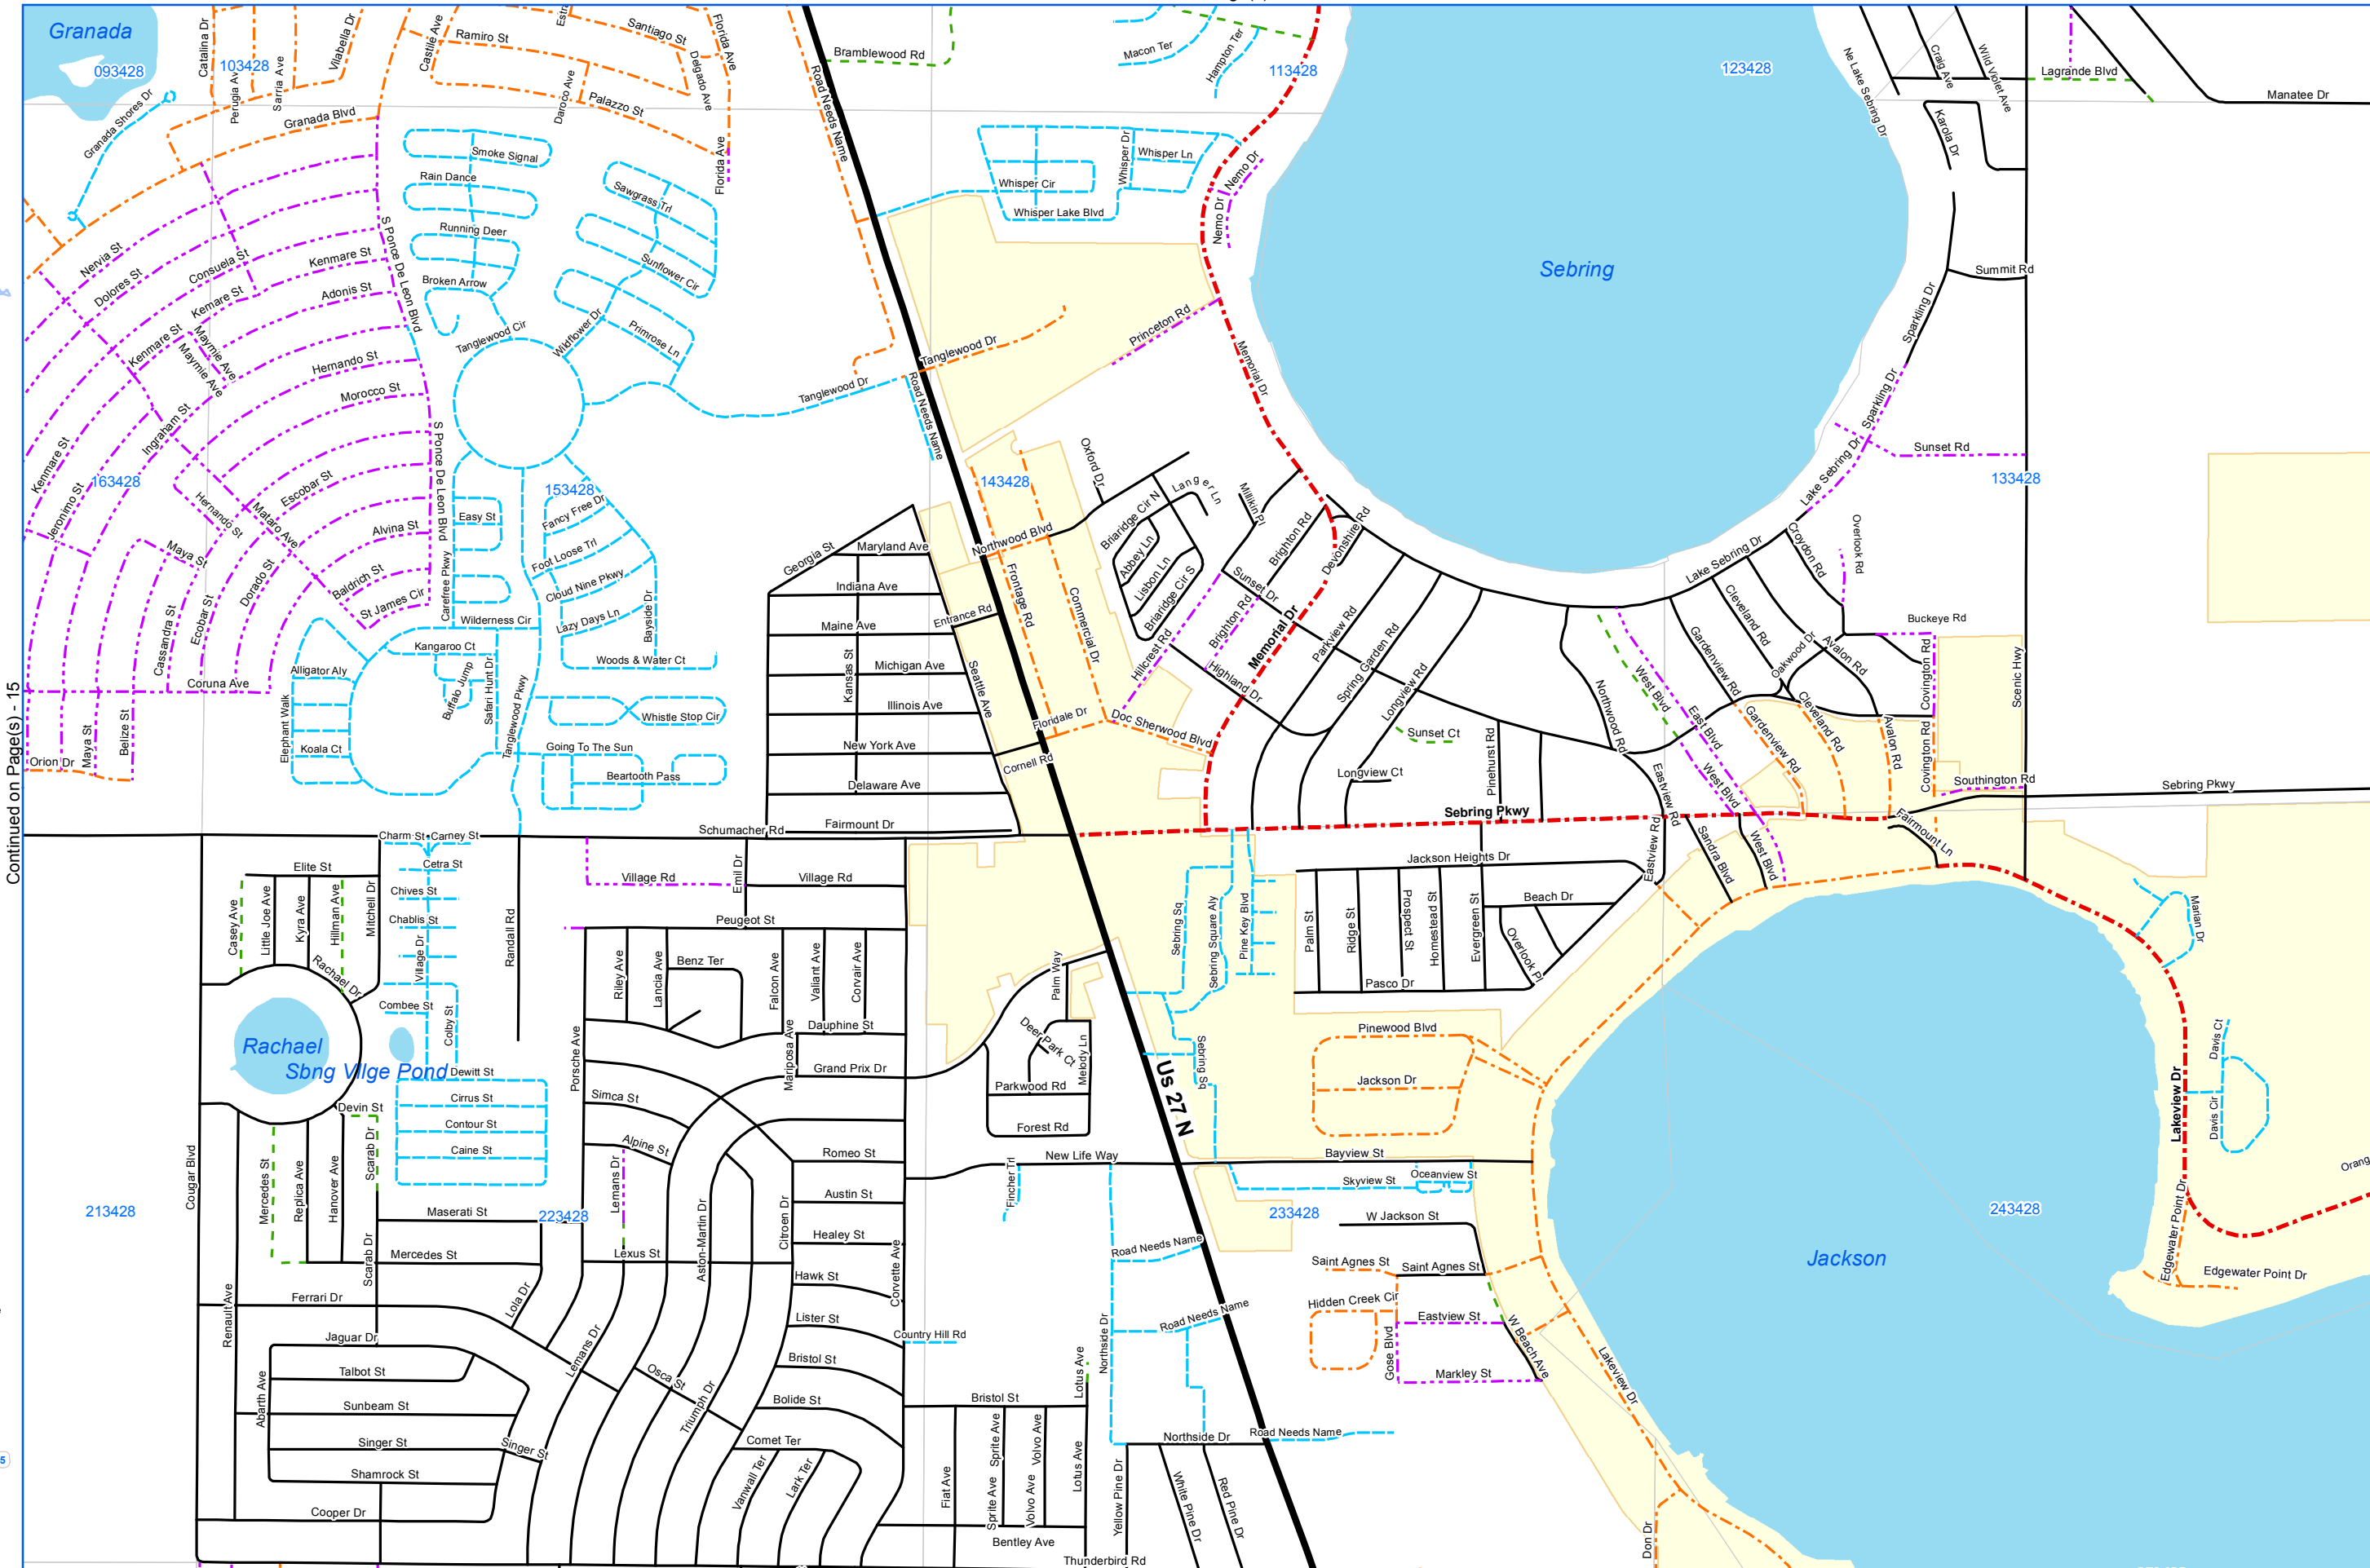 Granada
093428
Catalina Dr
103428
Perugia Av
Sarria Ave
Vilabella Dr
Castile Ave
Ramiro St
Estra
Santiago St
Florida Ave
Delgado Ave
Daroco Ave
Palazzo St
Florida Ave
Granada Blvd
Granada Shores Dr
Road Needs Name
Bramblewood Rd
Macon Ter
Hampton Ter
113428
123428
Ne Lake Sebring Dr
Craig Ave
Wild Violet Ave
Lagrande Blvd
Manatee Dr
Karola Dr
Smoke Signal
Rain Dance
Running Deer
Broken Arrow
Sawgrass Trl
Sunflower Cir
Primrose Ln
Wildflower Dr
Tanglewood Cir
Tanglewood Dr
Tanglewood Dr
Road Needs Name
Whisper Dr
Whisper Ln
Whisper Cir
Whisper Lake Blvd
Nemo Dr
Nemo Dr
Princeton Rd
Memorial Dr
Sebring
Summit Rd
Sparkling Dr
Sparkling Dr
Sunset Rd
Lake Sebring Dr
133428
Nervia St
Dolores St
Consuela St
Kenmare St
Kemare St
Adonis St
S Ponce De Leon Blvd
Kenmare St
Maymie Ave
Maymie Ave
Hernando St
Morocco St
Ingraham St
Kenmare St
163428
Jeronimo St
Hernando St
Mataro Ave
Escobar St
Alvina St
S Ponce De Leon Blvd
Maya St
Dorado St
Baldrich St
St James Cir
Ecobar St
Cassandra St
Coruna Ave
Maya St
Belize St
Orion Dr
Continued on Page(s) - 15
153428
Easy St
Fancy Free Dr
Foot Loose Trl
Cloud Nine Pkwy
Lazy Days Ln
Bayside Dr
Woods & Water Ct
Carefree Pkwy
Wilderness Cir
Kangaroo Ct
Buffalo Jump
Safari Hunt Dr
Tanglewood Pkwy
Alligator Aly
Elephant Walk
Koala Ct
Whistle Stop Cir
Going To The Sun
Beartooth Pass
143428
Georgia St
Maryland Ave
Indiana Ave
Maine Ave
Michigan Ave
Kansas St
Illinois Ave
New York Ave
Delaware Ave
Fairmount Dr
Schumacher Rd
Entrance Rd
Seattle Ave
Cornell Rd
Floridale Dr
Frontage Rd
Commercial Dr
Northwood Blvd
Oxford Dr
Briaridge Cir N
Langer Ln
Abbey Ln
Lisbon Ln
Briaridge Cir S
Hillcrest Rd
Doc Sherwood Blvd
Millikin Pl
Brighton Rd
Devonshire Rd
Sunset Dr
Brighton Rd
Memorial Dr
Highland Dr
Parkview Rd
Spring Garden Rd
Longview Rd
Sunset Ct
Longview Ct
Pinehurst Rd
Sebring Pkwy
Northwood Rd
West Blvd
East Blvd
West Blvd
Eastview Rd
Eastview Rd
Gardenview Rd
Gardenview Rd
Cleveland Rd
Cleveland Rd
Oakwood Dr
Avalon Rd
Avalon Rd
Lake Sebring Dr
Croydon Rd
Overlook Rd
Buckeye Rd
Covington Rd
Covington Rd
Scenic Hwy
Southington Rd
Sebring Pkwy
Fairmount Ln
Sandra Blvd
West Blvd
Charm St
Carney St
Cetra St
Chives St
Chablis St
Village Dr
Combee St
Colby St
Elite St
Casey Ave
Little Joe Ave
Kyra Ave
Hillman Ave
Mitchell Dr
Rachael Dr
Rachael
Sbng Vilge Pond
Randall Rd
Dewitt St
Cirrus St
Contour St
Caine St
Devin St
Scarab Dr
Mercedes St
Replica Ave
Hanover Ave
Cougar Blvd
213428
Village Rd
Emil Dr
Village Rd
Peugeot St
Riley Ave
Lancia Ave
Benz Ter
Falcon Ave
Valiant Ave
Corvair Ave
Dauphine St
Mariposa Ave
Grand Prix Dr
Porsche Ave
Simca St
Alpine St
Lemans Dr
223428
Maserati St
Mercedes St
Scarab Dr
Lexus St
Aston-Martin Dr
Citroen Dr
Romeo St
Austin St
Healey St
Hawk St
Corvette Ave
Lister St
Country Hill Rd
Bristol St
Bolide St
Comet Ter
Vanwall Ter
Lark Ter
Triumph Dr
Osca St
Lemans Dr
Lola Dr
Ferrari Dr
Renault Ave
Jaguar Dr
Talbot St
Abarth Ave
Sunbeam St
Singer St
Singer St
Shamrock St
Cooper Dr
Palm Way
Deer Park Ct
Melody Ln
Parkwood Rd
Forest Rd
New Life Way
Fincher Trl
Us 27 N
Northside Dr
Road Needs Name
Road Needs Name
Road Needs Name
Northside Dr
Lotus Ave
Bristol St
Fiat Ave
Sprite Ave
Sprite Ave
Volvo Ave
Volvo Ave
Lotus Ave
Bentley Ave
Thunderbird Rd
Yellow Pine Dr
White Pine Dr
Red Pine Dr
Sebring Sq
Sebring Square Aly
Pine Key Blvd
Sebring Sq
Jackson Heights Dr
Palm St
Ridge St
Prospect St
Homestead St
Evergreen St
Beach Dr
Overlook Pl
Pasco Dr
Pinewood Blvd
Jackson Dr
Bayview St
Skyview St
Oceanview St
233428
W Jackson St
Saint Agnes St
Saint Agnes St
Hidden Creek Cir
Gose Blvd
Eastview St
Markley St
W Beach Ave
Lakeview Dr
Don Dr
Jackson
243428
Marian Dr
Davis Ct
Davis Cir
Lakeview Dr
Edgewater Point Dr
Edgewater Point Dr
Orang
5